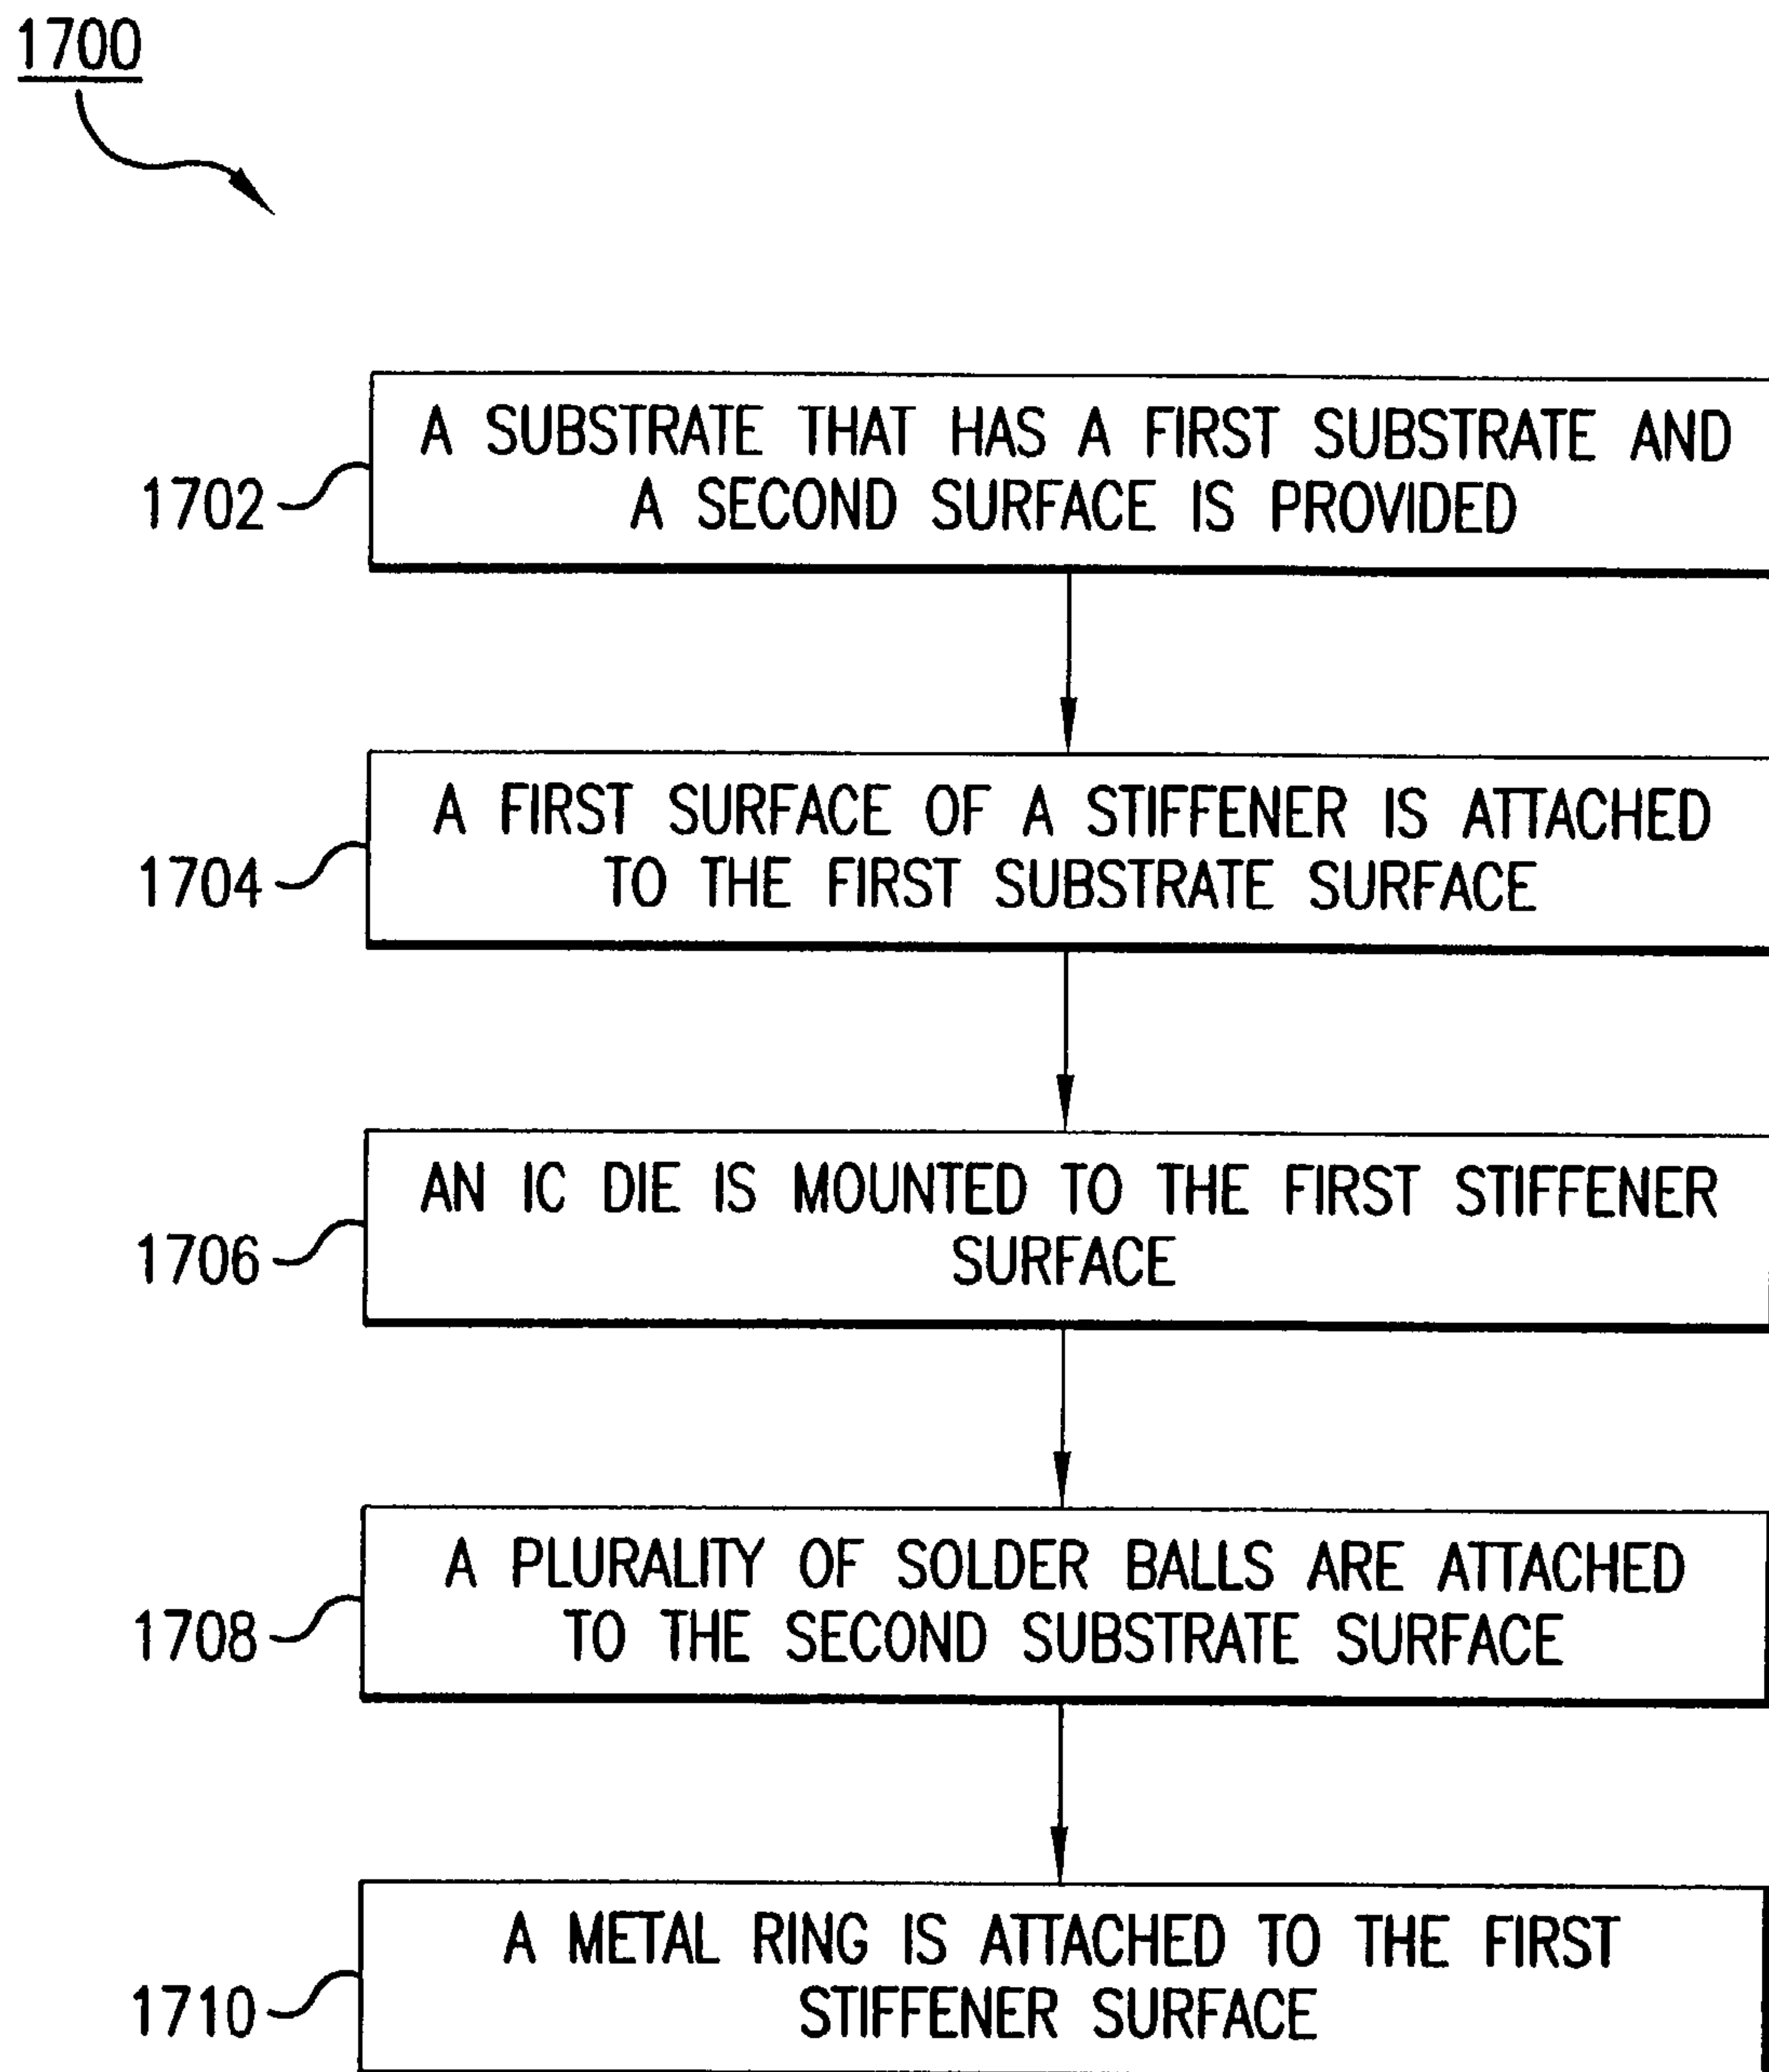 1700
A SUBSTRATE THAT HAS A FIRST SUBSTRATE AND
A SECOND SURFACE IS PROVIDED
1702
A FIRST SURFACE OF A STIFFENER IS ATTACHED
TO THE FIRST SUBSTRATE SURFACE
1704
AN IC DIE IS MOUNTED TO THE FIRST STIFFENER
SURFACE
1706
A PLURALITY OF SOLDER BALLS ARE ATTACHED
TO THE SECOND SUBSTRATE SURFACE
1708
A METAL RING IS ATTACHED TO THE FIRST
STIFFENER SURFACE
1710